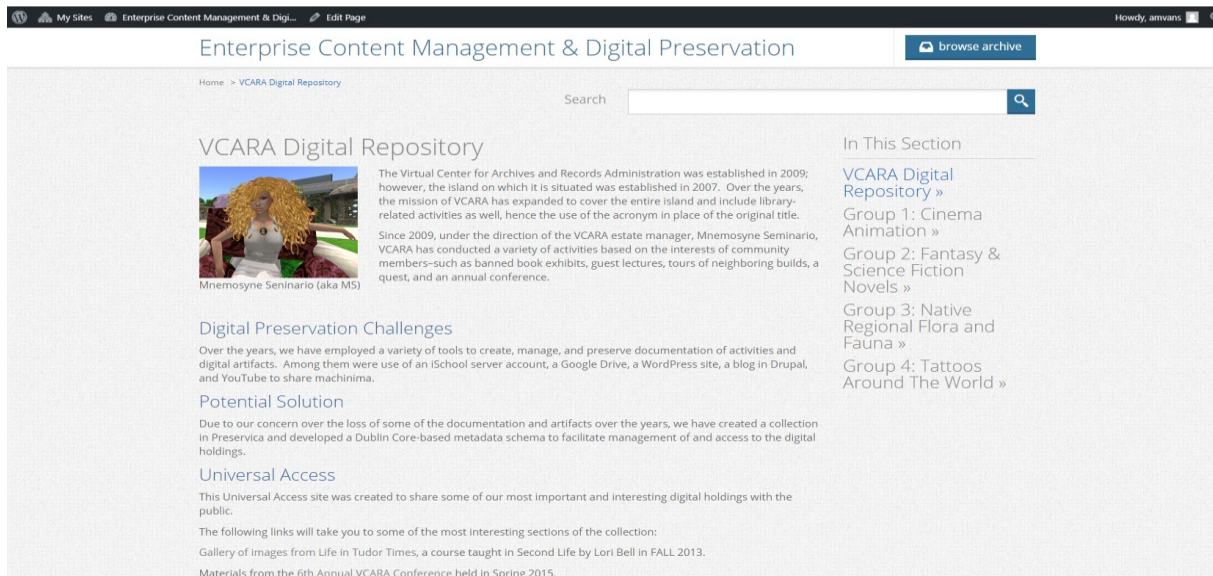 My Sites Enterprise Content Management & Digi... Edit Page Howdy, amvans
Enterprise Content Management & Digital Preservation
browse archive
Home > VCARA Digital Repository
Search
VCARA Digital Repository
The Virtual Center for Archives and Records Administration was established in 2009;
however, the island on which it is situated was established in 2007. Over the years,
the mission of VCARA has expanded to cover the entire island and include library-
related activities as well, hence the use of the acronym in place of the original title.
Since 2009, under the direction of the VCARA estate manager, Mnemosyne Seminario,
VCARA has conducted a variety of activities based on the interests of community
members–such as banned book exhibits, guest lectures, tours of neighboring builds, a
quest, and an annual conference.
Mnemosyne Seninario (aka MS)
Digital Preservation Challenges
Over the years, we have employed a variety of tools to create, manage, and preserve documentation of activities and
digital artifacts. Among them were use of an iSchool server account, a Google Drive, a WordPress site, a blog in Drupal,
and YouTube to share machinima.
Potential Solution
Due to our concern over the loss of some of the documentation and artifacts over the years, we have created a collection
in Preservica and developed a Dublin Core-based metadata schema to facilitate management of and access to the digital
holdings.
Universal Access
This Universal Access site was created to share some of our most important and interesting digital holdings with the
public.
The following links will take you to some of the most interesting sections of the collection:
Gallery of images from Life in Tudor Times, a course taught in Second Life by Lori Bell in FALL 2013.
Materials from the 6th Annual VCARA Conference held in Spring 2015.
In This Section
VCARA Digital
Repository »
Group 1: Cinema
Animation »
Group 2: Fantasy &
Science Fiction
Novels »
Group 3: Native
Regional Flora and
Fauna »
Group 4: Tattoos
Around The World »